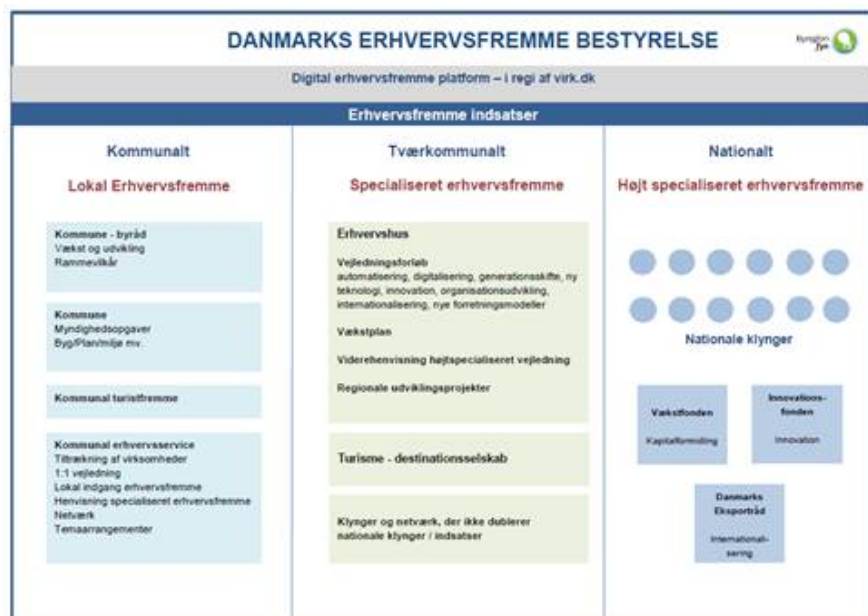 DANMARKS ERHVERVSFREMME BESTYRELSE
Byregion
fyn
Digital erhvervsfremme platform – i regi af virk.dk
Erhvervsfremme indsatser
Kommunalt
Lokal Erhvervsfremme
Kommune - byråd
Vækst og udvikling
Rammevilkår
Kommune
Myndighedsopgaver
Byg/Plan/miljø mv.
Kommunal turistfremme
Kommunal erhvervsservice
Tiltrækning af virksomheder
1:1 vejledning
Lokal indgang erhvervsfremme
Henvisning specialiseret erhvervsfremme
Netværk
Temaarrangementer
Tværkommunalt
Specialiseret erhvervsfremme
Erhvervshus
Vejledningsforløb
automatisering, digitalisering, generationsskifte, ny
teknologi, innovation, organisationsudvikling,
internationalisering, nye forretningsmodeller
Vækstplan
Viderehenvisning højtspecialiseret vejledning
Regionale udviklingsprojekter
Turisme - destinationsselskab
Klynger og netværk, der ikke dublerer
nationale klynger / indsatser
Nationalt
Højt specialiseret erhvervsfremme
Nationale klynger
Vækstfonden
Kapitalformidling
Innovations-
fonden
Innovation
Danmarks
Eksportråd
International-
isering